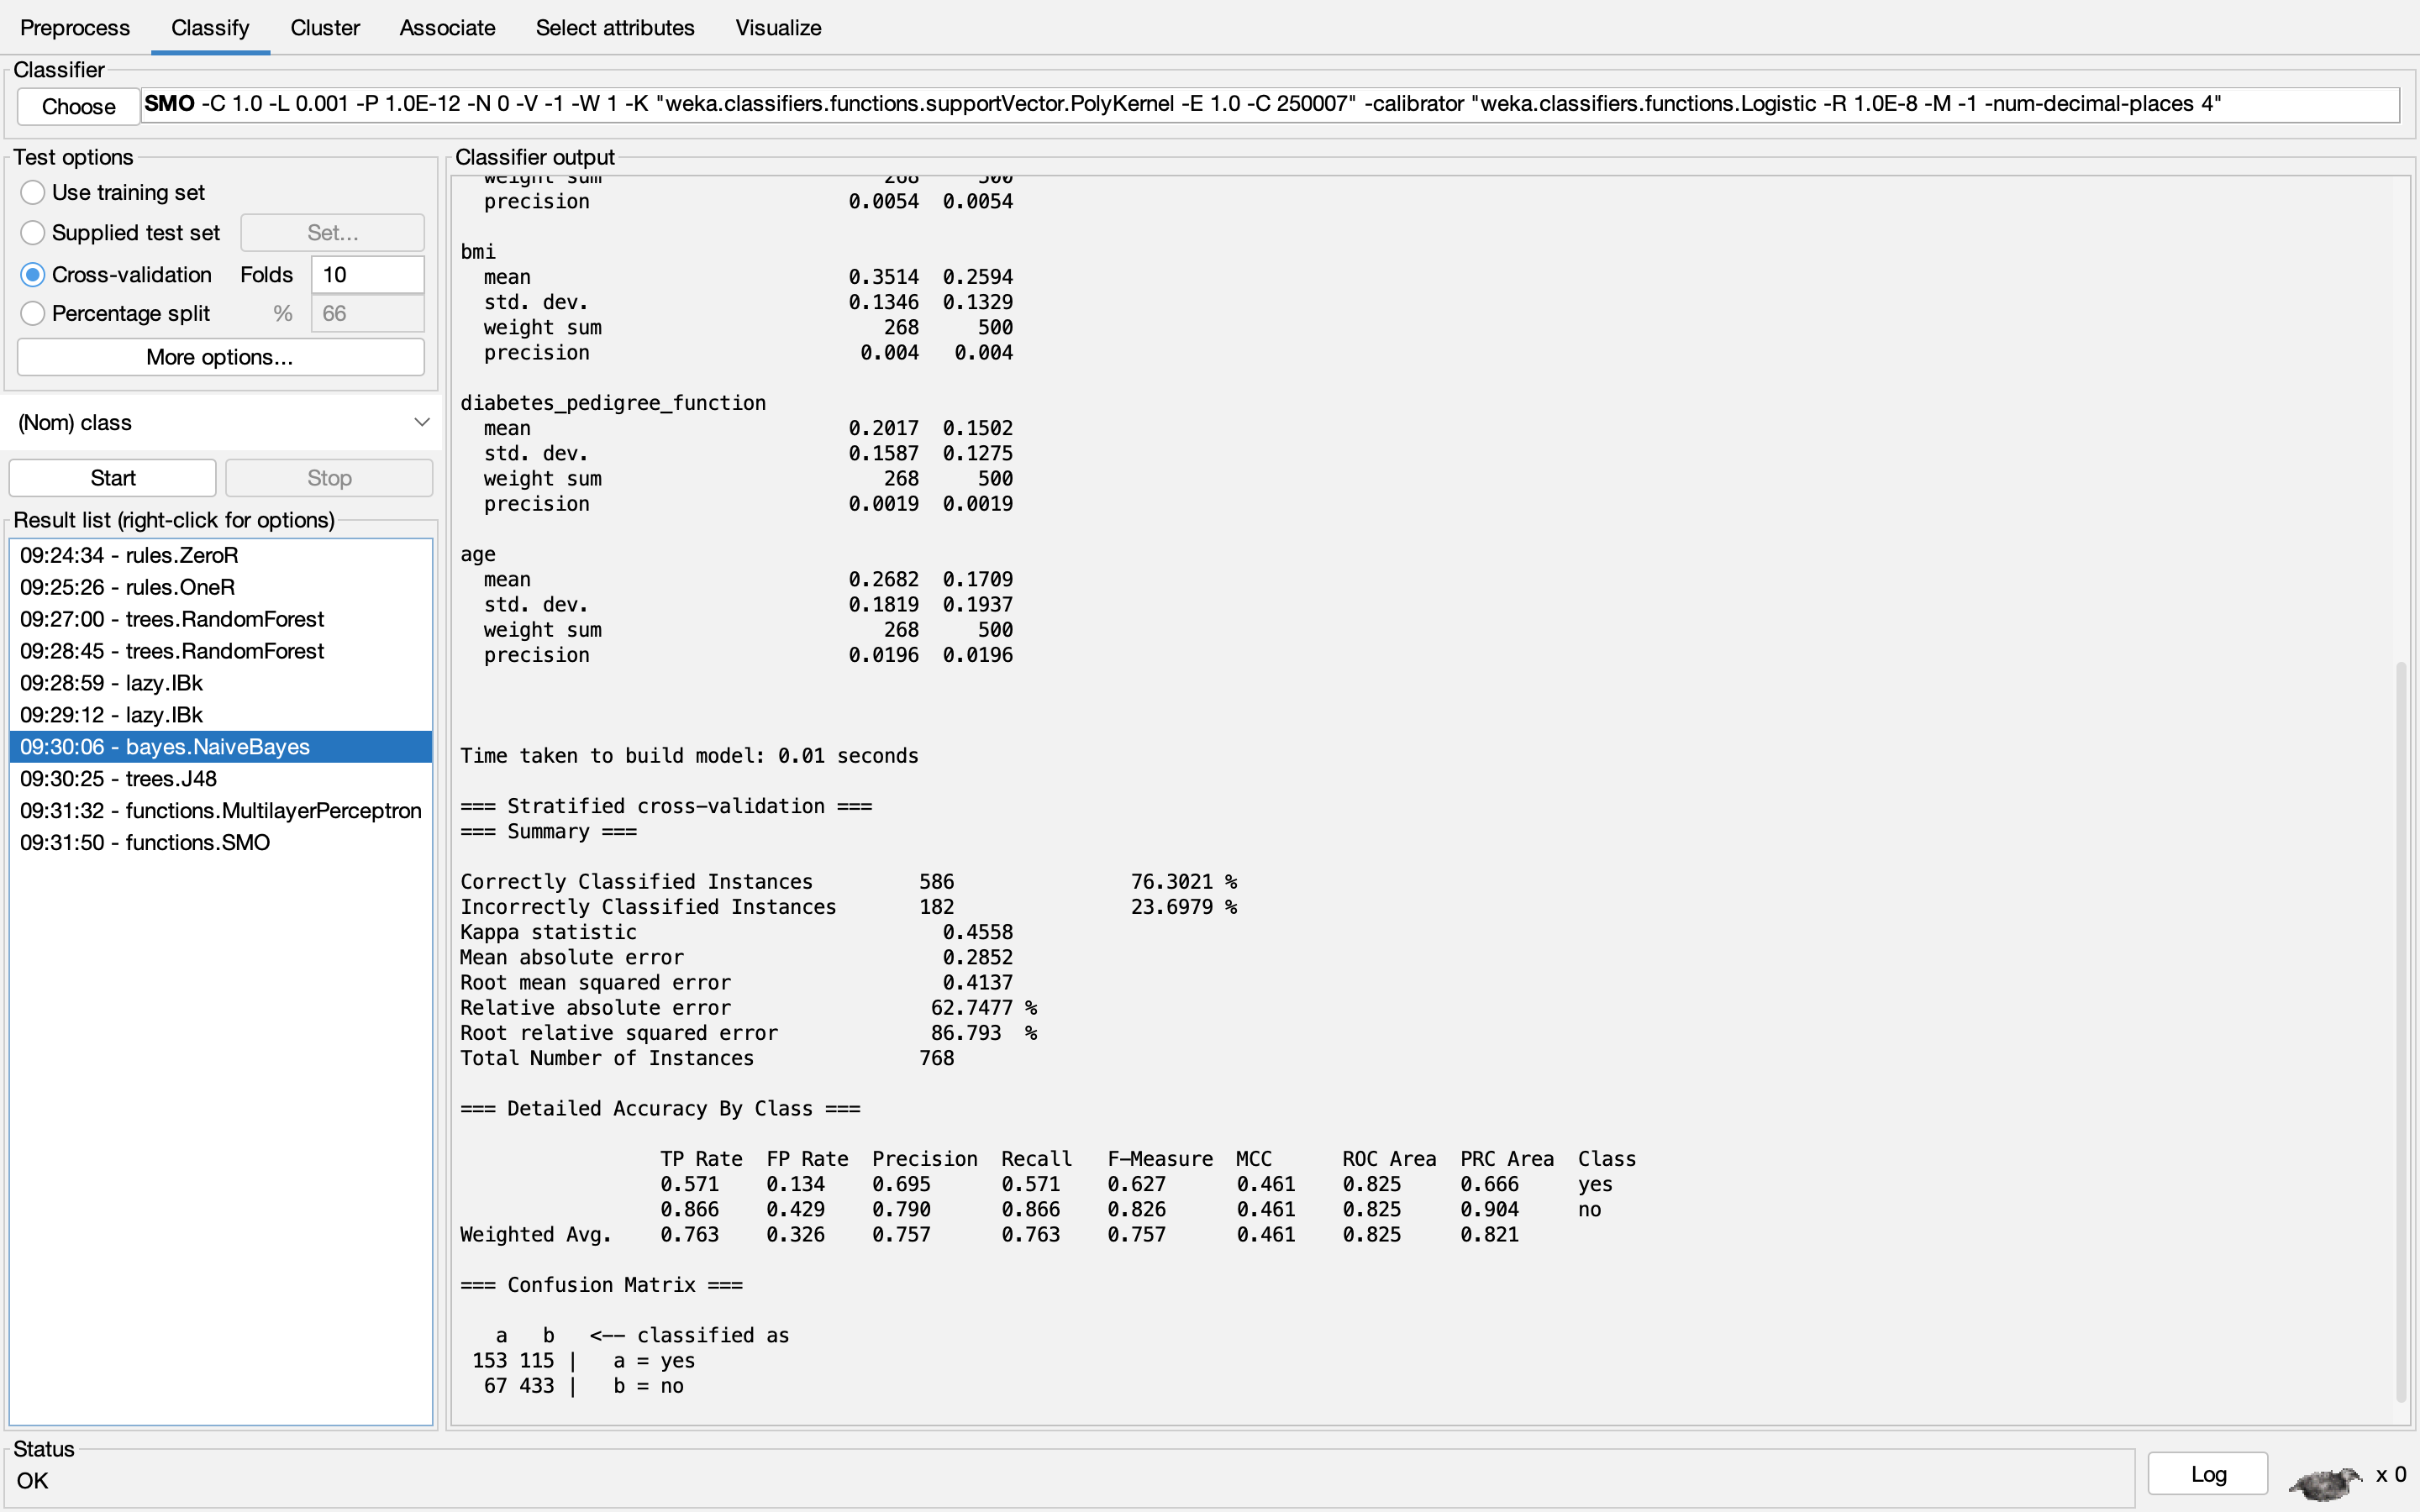 Preprocess Classify Cluster Associate Select attributes Visualize
Classifier
Choose SMO -C 1.0 -L 0.001 -P 1.0E-12 -N 0 -V -1 -W 1 -K "weka.classifiers.functions.supportVector.PolyKernel -E 1.0 -C 250007" -calibrator "weka.classifiers.functions.Logistic -R 1.0E-8 -M -1 -num-decimal-places 4"
Test options
Use training set
Supplied test set Set...
Cross-validation Folds 10
Percentage split % 66
More options...
(Nom) class
Start Stop
Result list (right-click for options)
09:24:34 - rules.ZeroR
09:25:26 - rules.OneR
09:27:00 - trees.RandomForest
09:28:45 - trees.RandomForest
09:28:59 - lazy.IBk
09:29:12 - lazy.IBk
09:30:06 - bayes.NaiveBayes
09:30:25 - trees.J48
09:31:32 - functions.MultilayerPerceptron
09:31:50 - functions.SMO
Classifier output
weight sum 268 500
precision 0.0054 0.0054
bmi
mean 0.3514 0.2594
std. dev. 0.1346 0.1329
weight sum 268 500
precision 0.004 0.004
diabetes_pedigree_function
mean 0.2017 0.1502
std. dev. 0.1587 0.1275
weight sum 268 500
precision 0.0019 0.0019
age
mean 0.2682 0.1709
std. dev. 0.1819 0.1937
weight sum 268 500
precision 0.0196 0.0196
Time taken to build model: 0.01 seconds
=== Stratified cross-validation ===
=== Summary ===
Correctly Classified Instances 586 76.3021 %
Incorrectly Classified Instances 182 23.6979 %
Kappa statistic 0.4558
Mean absolute error 0.2852
Root mean squared error 0.4137
Relative absolute error 62.7477 %
Root relative squared error 86.793 %
Total Number of Instances 768
=== Detailed Accuracy By Class ===
TP Rate FP Rate Precision Recall F-Measure MCC ROC Area PRC Area Class
0.571 0.134 0.695 0.571 0.627 0.461 0.825 0.666 yes
0.866 0.429 0.790 0.866 0.826 0.461 0.825 0.904 no
Weighted Avg. 0.763 0.326 0.757 0.763 0.757 0.461 0.825 0.821
=== Confusion Matrix ===
a b <-- classified as
153 115 | a = yes
67 433 | b = no
Status
OK
Log x 0